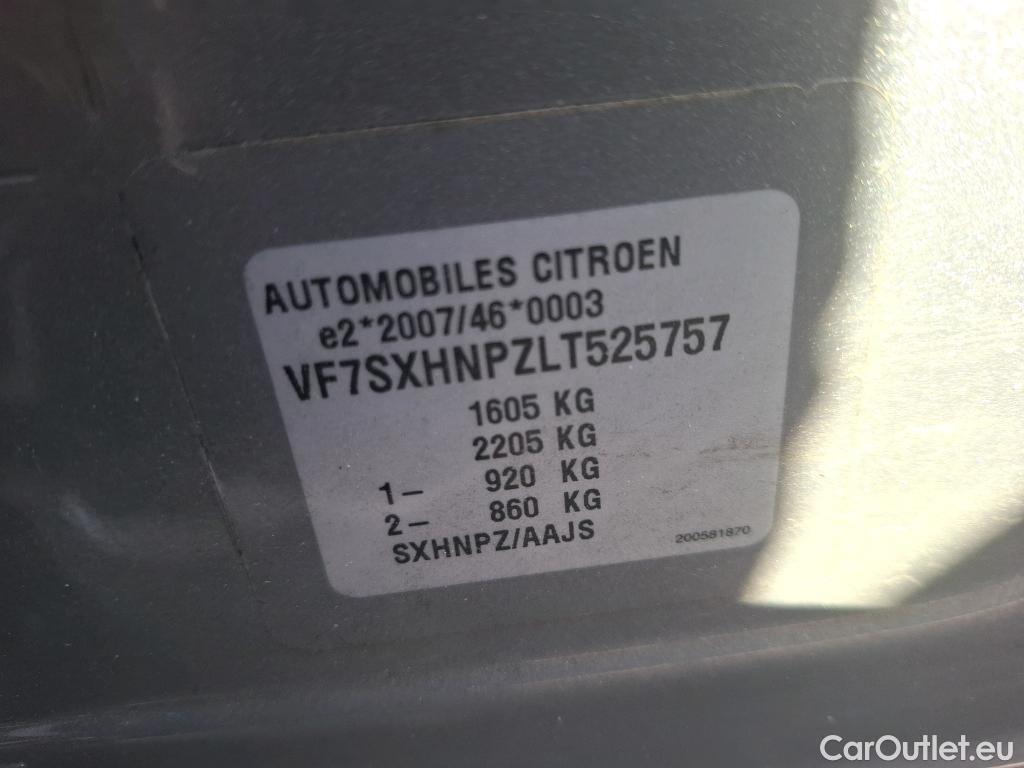 AUTOMOBILES CITROEN
e2*2007/46*0003
VF7SXHNPZLT525757
1605 KG
2205 KG
1– 920 KG
2– 860 KG
SXHNPZ/AAJS
200581870
CarOutlet.eu